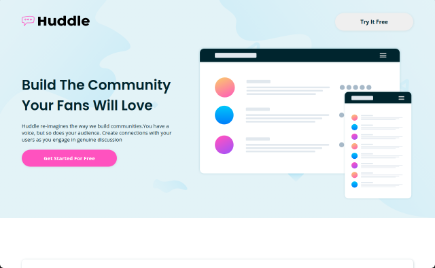 Huddle
Try It Free
Build The Community
Your Fans Will Love
Huddle re-imagines the way we build communities.You have a
voice, but so does your audience. Create connections with your
users as you engage in genuine discussion
Get Started For Free